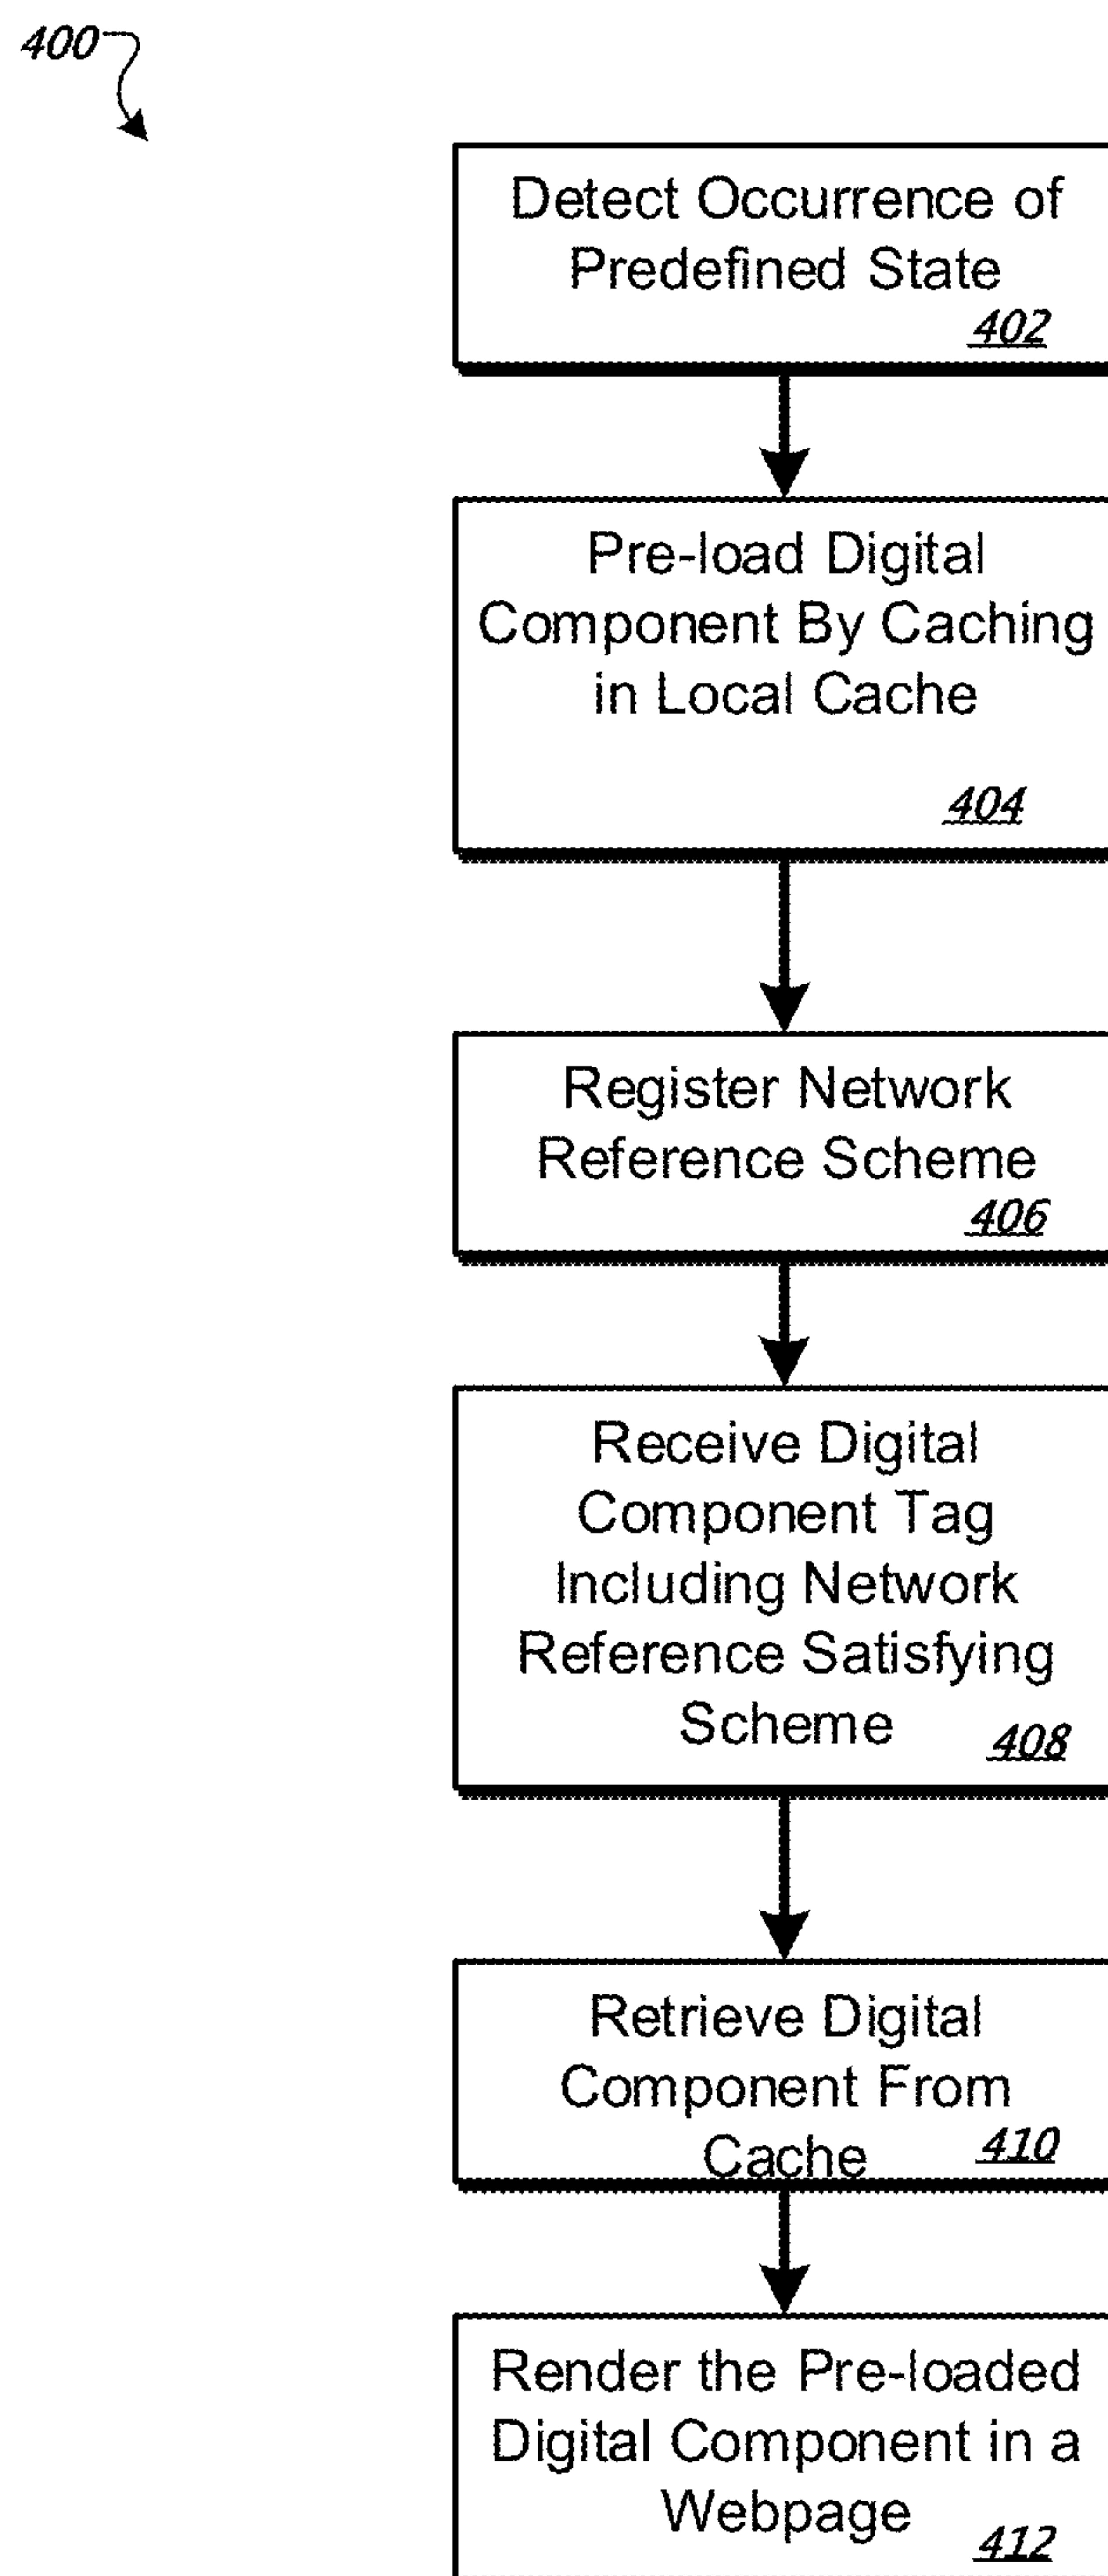 400
Detect Occurrence of
Predefined State
402
Pre-load Digital
Component By Caching
in Local Cache
404
Register Network
Reference Scheme
406
Receive Digital
Component Tag
Including Network
Reference Satisfying
Scheme
408
Retrieve Digital
Component From
Cache
410
Render the Pre-loaded
Digital Component in a
Webpage
412